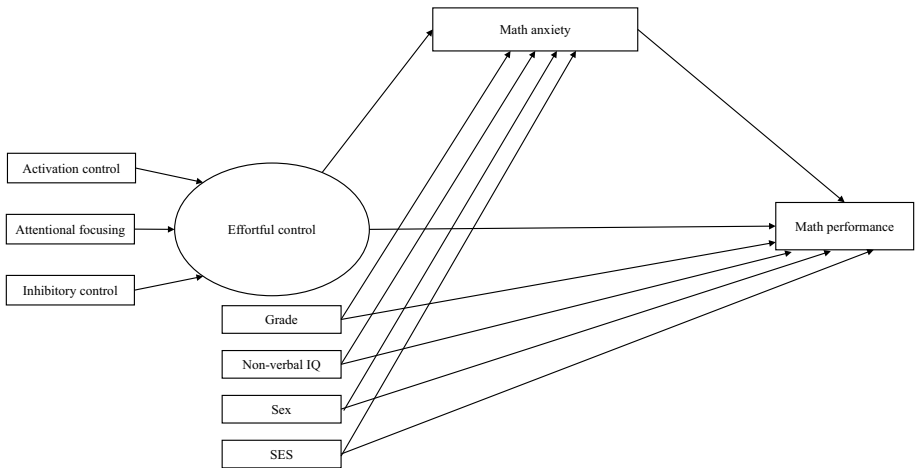 Math anxiety
Activation control
Attentional focusing
Effortful control
Math performance
Inhibitory control
Grade
Non-verbal IQ
Sex
SES